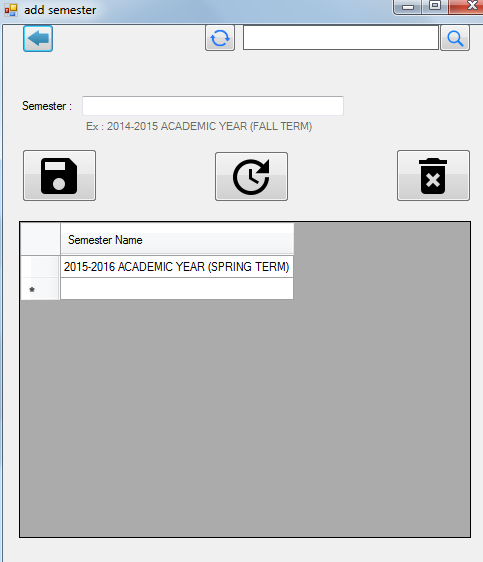 add semester
Semester :
Ex : 2014-2015 ACADEMIC YEAR (FALL TERM)
Semester Name
2015-2016 ACADEMIC YEAR (SPRING TERM)
*